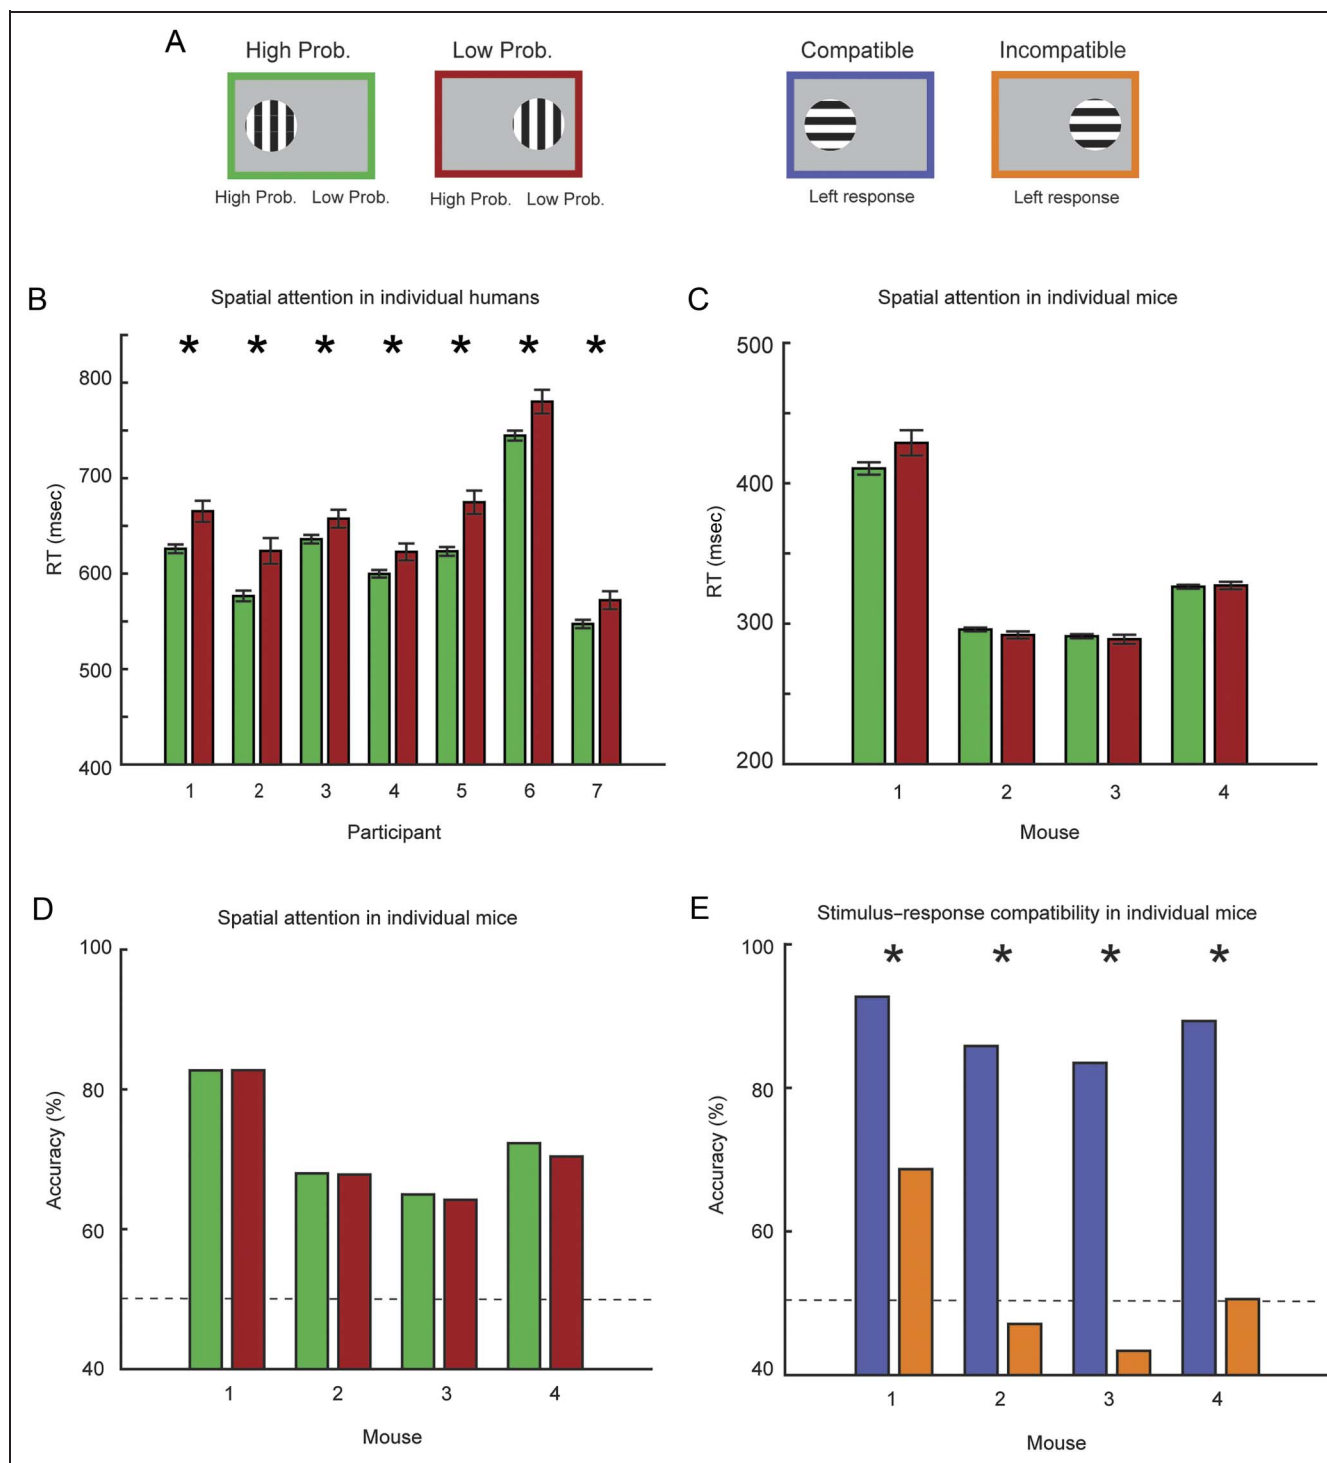 A
High Prob. Low Prob. Compatible Incompatible
High Prob. Low Prob. High Prob. Low Prob. Left response Left response
B
Spatial attention in individual humans
* * * * * * *
800
700
600
500
400
RT (msec)
1 2 3 4 5 6 7
Participant
C
Spatial attention in individual mice
500
400
300
200
RT (msec)
1 2 3 4
Mouse
D
Spatial attention in individual mice
100
80
60
40
Accuracy (%)
1 2 3 4
Mouse
E
Stimulus–response compatibility in individual mice
* * * *
100
80
60
40
Accuracy (%)
1 2 3 4
Mouse